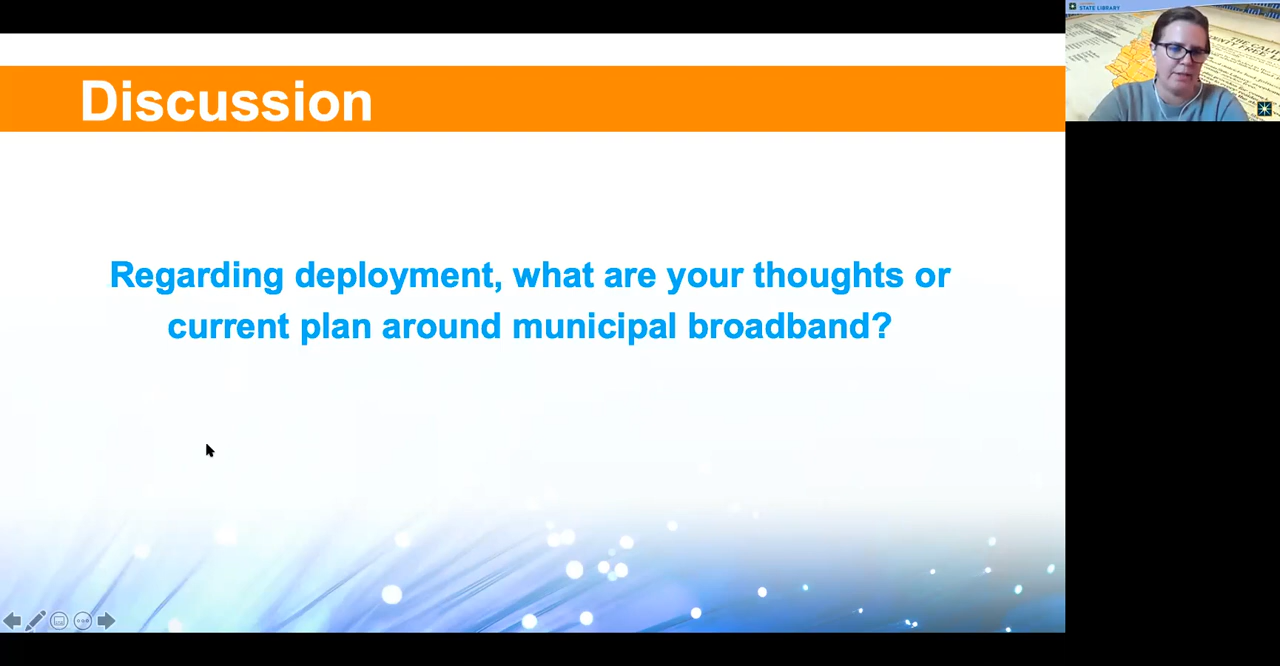 STATE LIBRARY
Discussion
Regarding deployment, what are your thoughts or
current plan around municipal broadband?